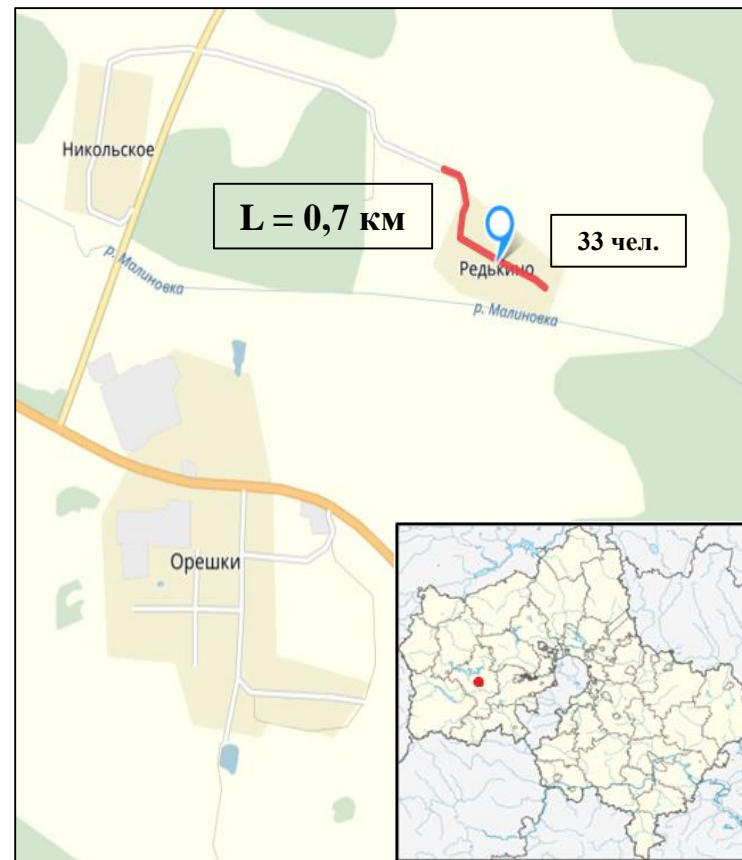 Никольское
L = 0,7 км
33 чел.
Редькино
р. Малиновка
р. Малиновка
Орешки